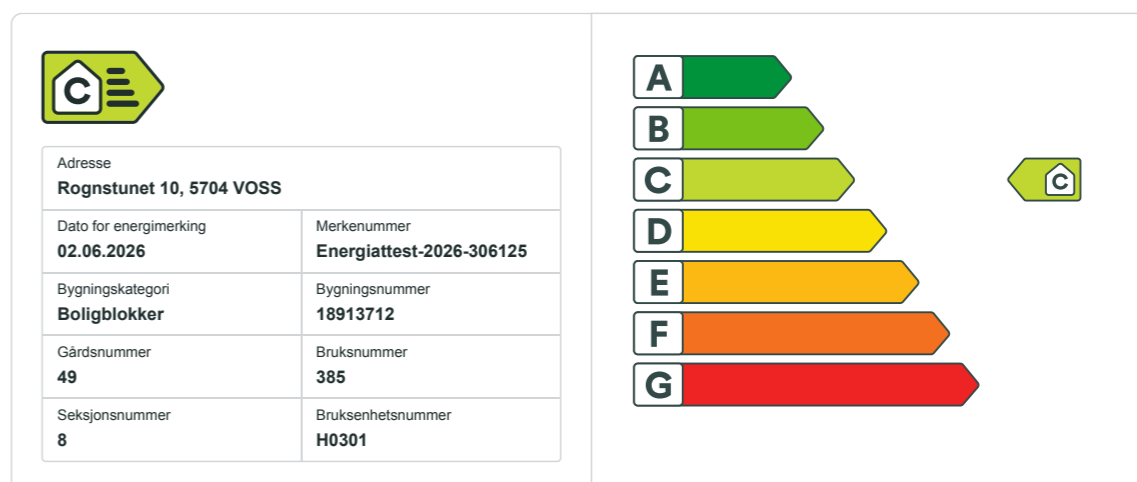 C
Adresse
Rognstunet 10, 5704 VOSS
Dato for energimerking
02.06.2026
Merkenummer
Energiattest-2026-306125
Bygningskategori
Boligblokker
Bygningsnummer
18913712
Gårdsnummer
49
Bruksnummer
385
Seksjonsnummer
8
Bruksenhetsnummer
H0301
A
B
C
C
D
E
F
G